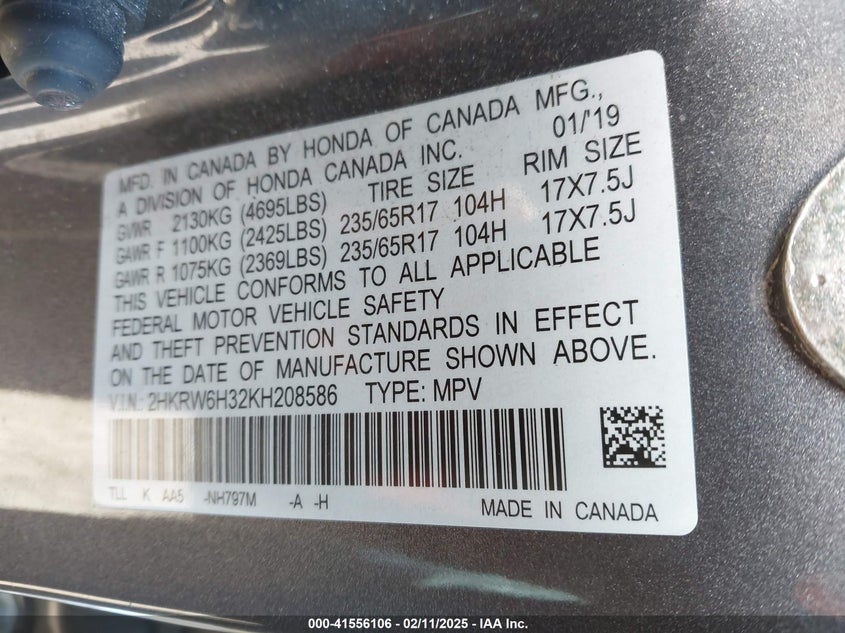 MFD. IN CANADA BY HONDA OF CANADA MFG.,
A DIVISION OF HONDA CANADA INC. 01/'19
GVWR 2130KG (4695LBS) TIRE SIZE RIM SIZE
GAWR F 1100KG (2425LBS) 235/65R17 104H 17X7.5J
GAWR R 1075KG (2369LBS) 235/65R17 104H 17X7.5J
THIS VEHICLE CONFORMS TO ALL APPLICABLE
FEDERAL MOTOR VEHICLE SAFETY
AND THEFT PREVENTION STANDARDS IN EFFECT
ON THE DATE OF MANUFACTURE SHOWN ABOVE.
V.I.N.: 2HKRW6H32KH208586 TYPE: MPV
TLL K AA5 -NH797M -A -H
MADE IN CANADA
000-41556106 - 02/11/2025 - IAA Inc.